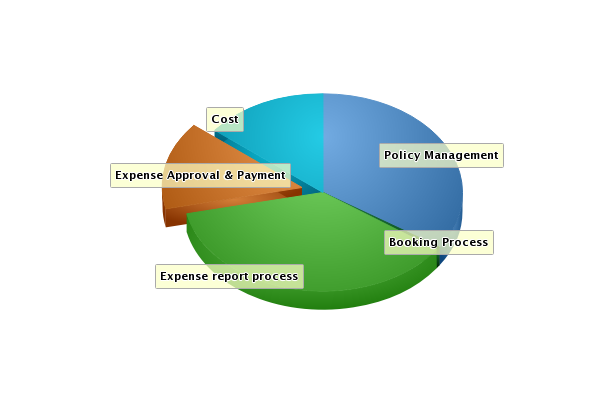 Cost
Policy Management
Expense Approval & Payment
Booking Process
Expense report process